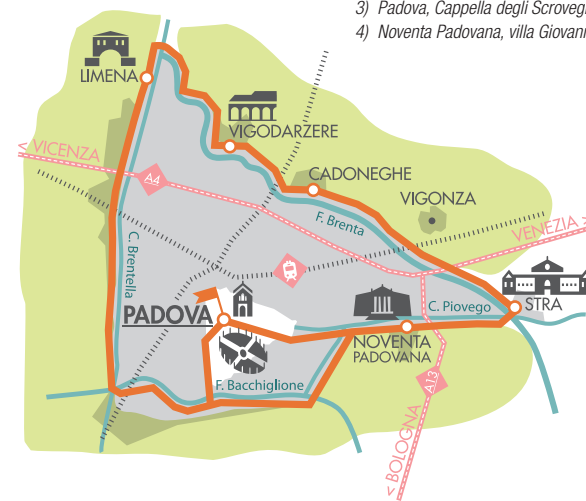 3) Padova, Cappella degli Scroveg
4) Noventa Padovana, villa Giovan
LIMENA
VIGODARZERE
< VICENZA
A4
CADONEGHE
VIGONZA
F. Brenta
VENEZIA >
C. Brentella
PADOVA
C. Piovego
STRA
NOVENTA
PADOVANA
F. Bacchiglione
A13
< BOLOGNA